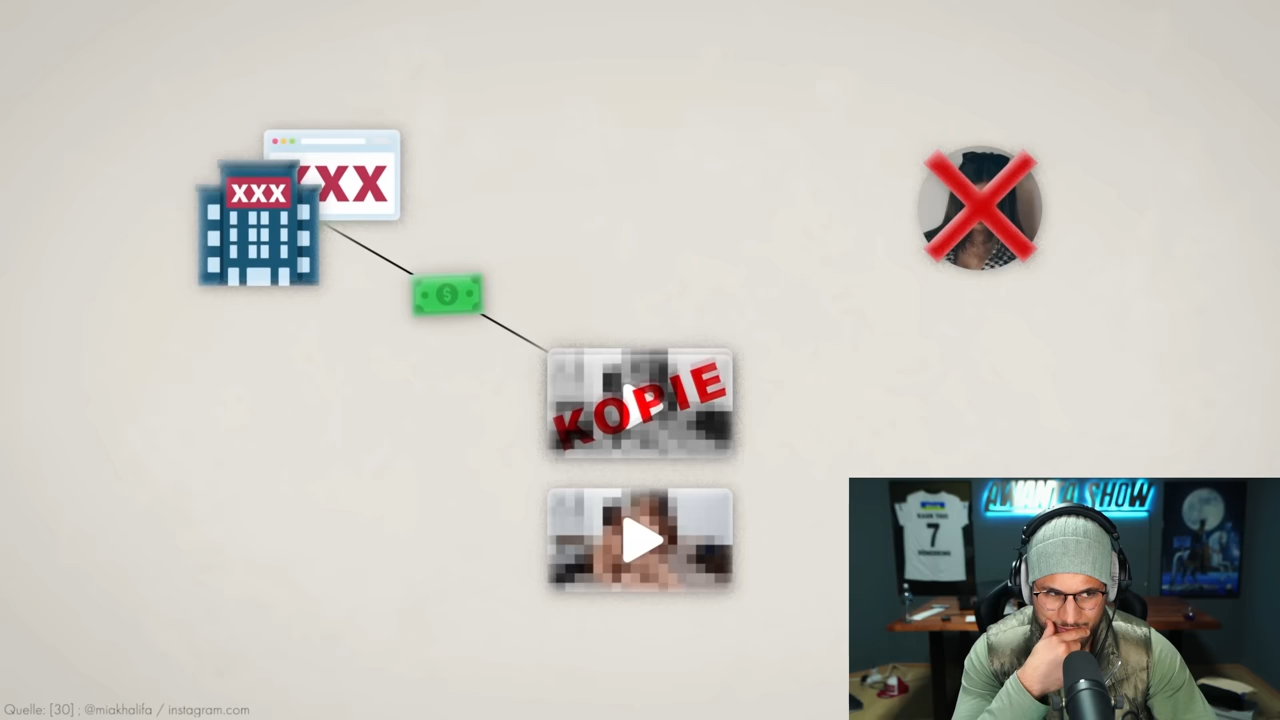 XXX
XXX
KOPIE
AWANTA SHOW
7
Quelle: [30] ; @miakhalifa / instagram.com